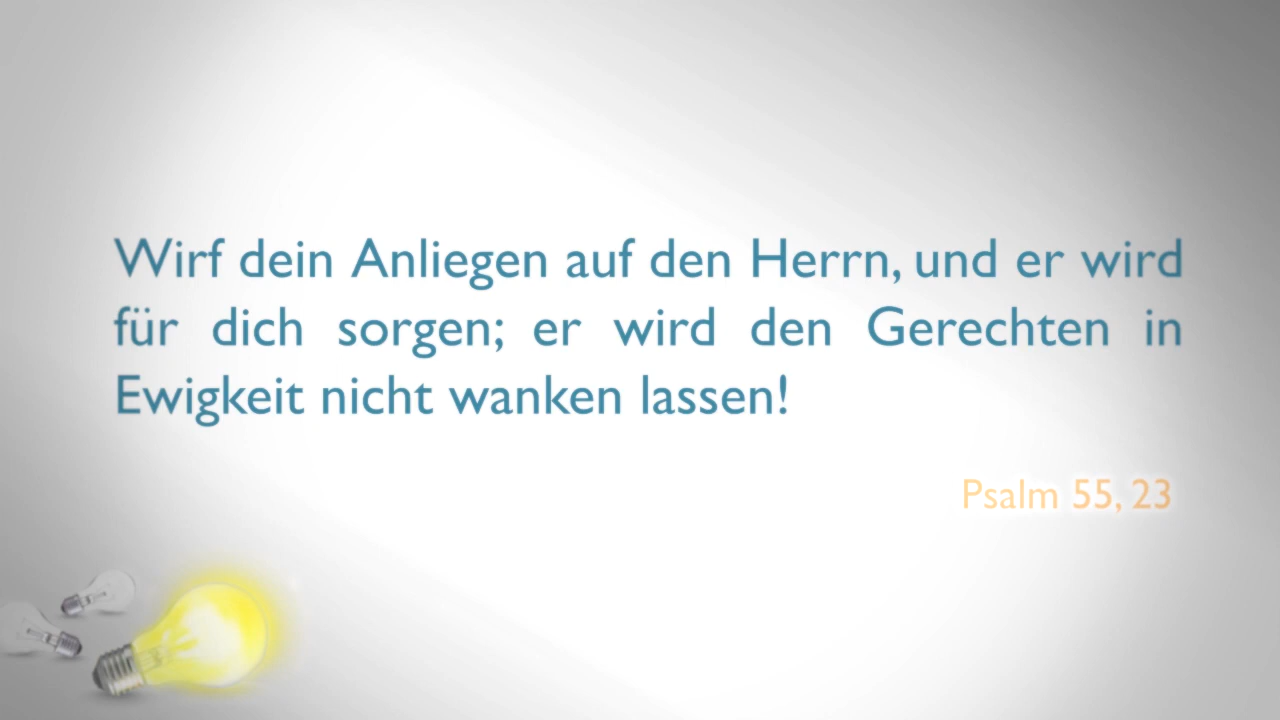 Wirf dein Anliegen auf den Herrn, und er wird
für dich sorgen; er wird den Gerechten in
Ewigkeit nicht wanken lassen!
Psalm 55, 23